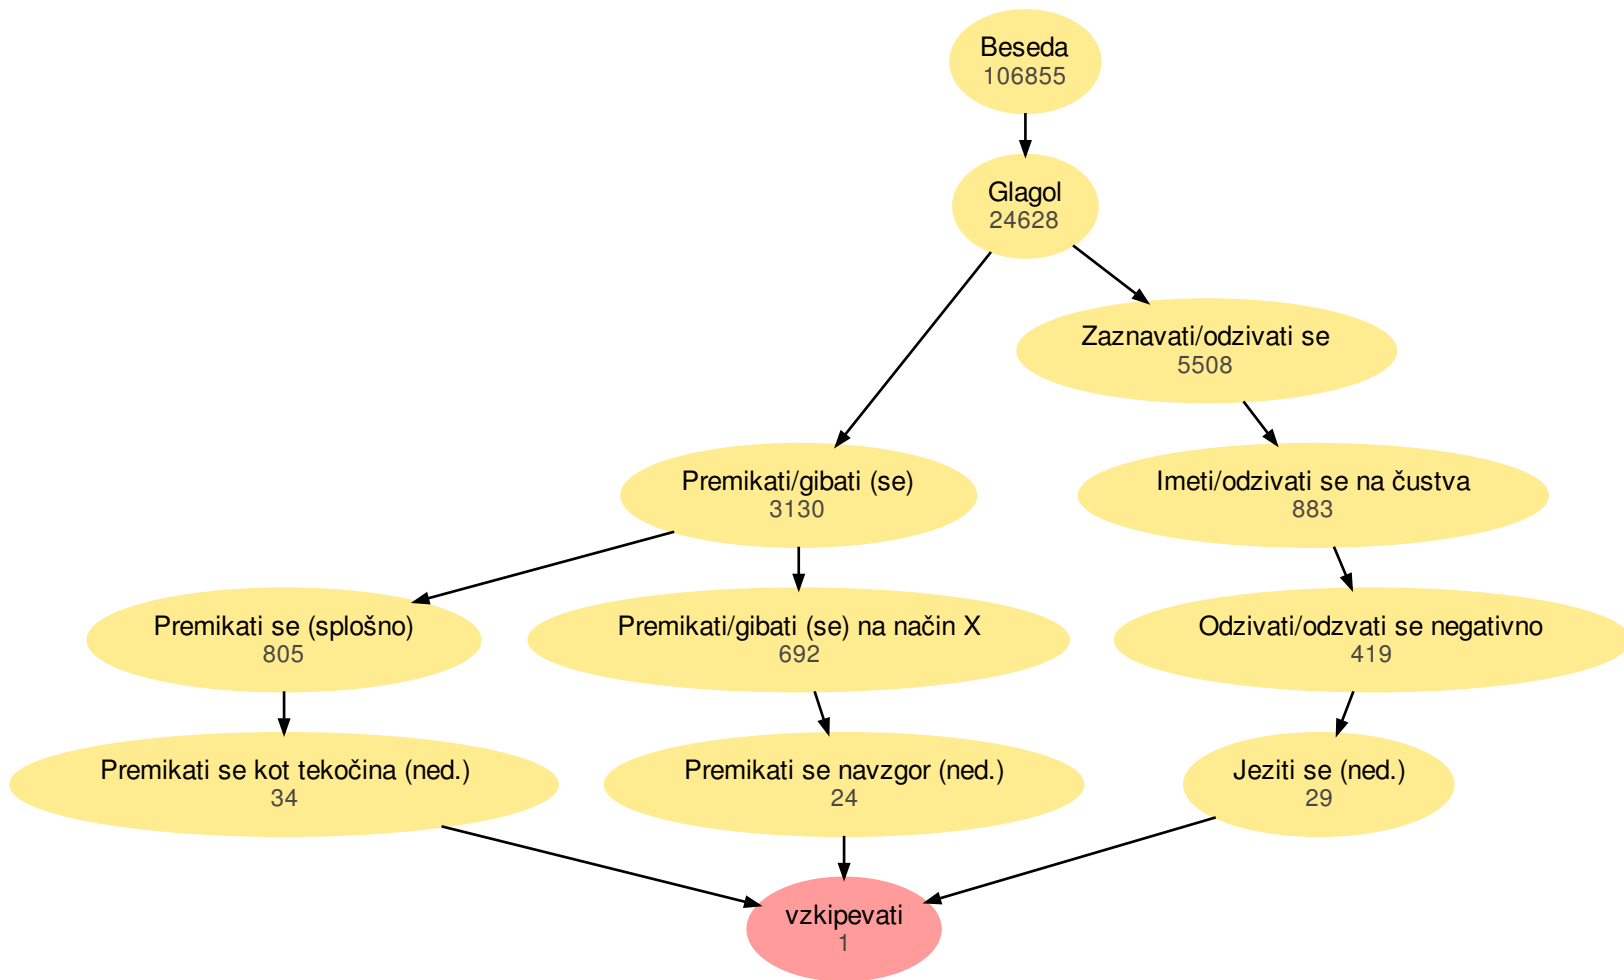 Beseda
106855
Glagol
24628
Zaznavati/odzivati se
5508
Premikati/gibati (se)
3130
Imeti/odzivati se na čustva
883
Premikati se (splošno)
805
Premikati/gibati (se) na način X
692
Odzivati/odzvati se negativno
419
Premikati se kot tekočina (ned.)
34
Premikati se navzgor (ned.)
24
Jeziti se (ned.)
29
vzkipevati
1